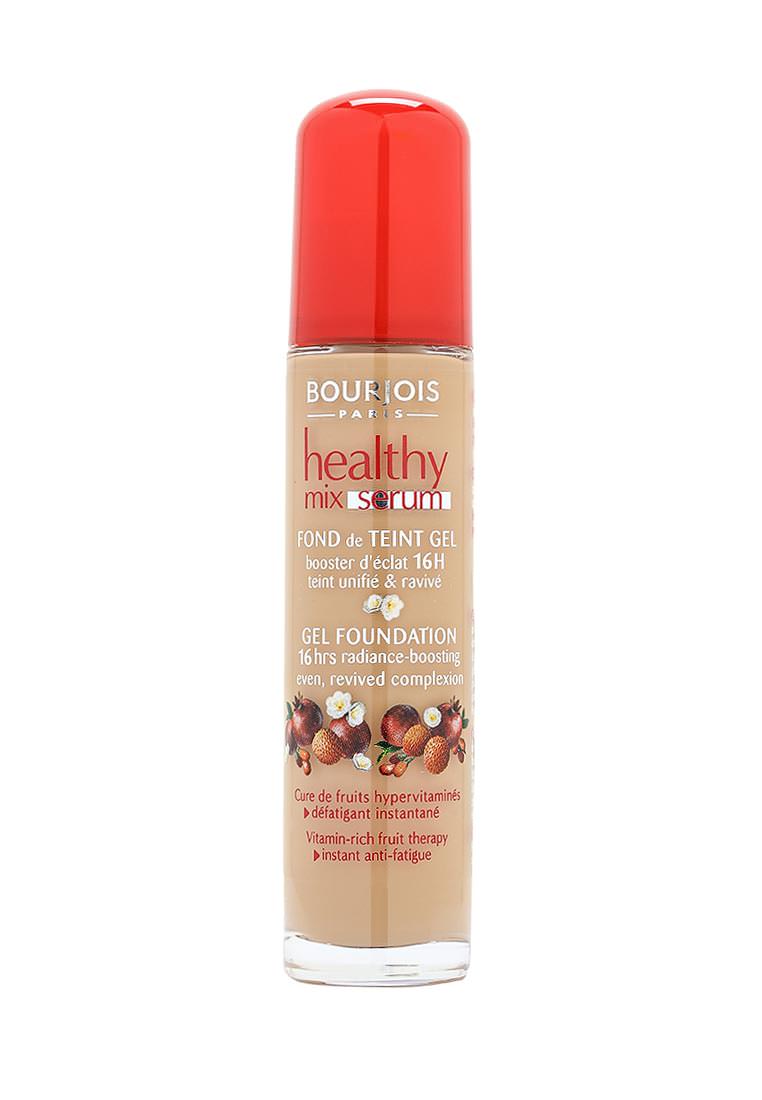 BOURJOIS
PARIS
healthy
mix serum
FOND de TEINT GEL
booster d'éclat 16H
teint unifié & ravivé
GEL FOUNDATION
16hrs radiance-boosting
even, revived complexion
Cure de fruits hypervitaminés
défatigant instantané
Vitamin-rich fruit therapy
instant anti-fatigue